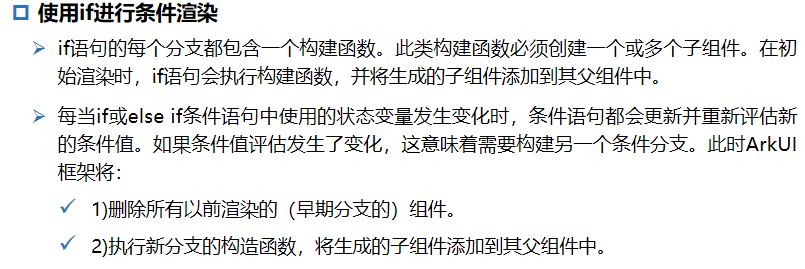 使用if进行条件渲染
if语句的每个分支都包含一个构建函数。此类构建函数必须创建一个或多个子组件。在初
始渲染时，if语句会执行构建函数，并将生成的子组件添加到其父组件中。
每当if或else if条件语句中使用的状态变量发生变化时，条件语句都会更新并重新评估新
的条件值。如果条件值评估发生了变化，这意味着需要构建另一个条件分支。此时ArkUI
框架将：
1)删除所有以前渲染的（早期分支的）组件。
2)执行新分支的构造函数，将生成的子组件添加到其父组件中。